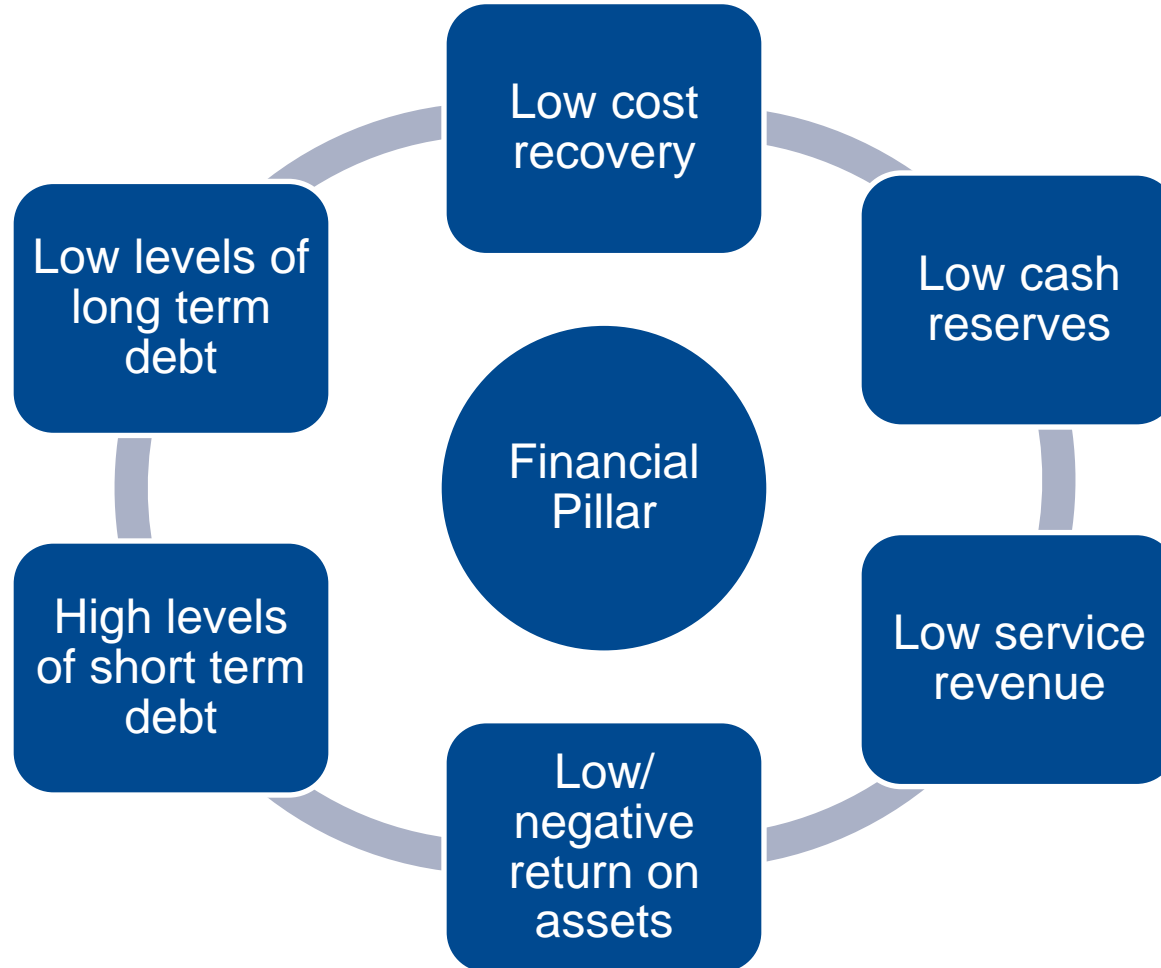 Low cost
recovery
Low cash
reserves
Low service
revenue
Low/
negative
return on
assets
High levels
of short term
debt
Low levels of
long term
debt
Financial
Pillar